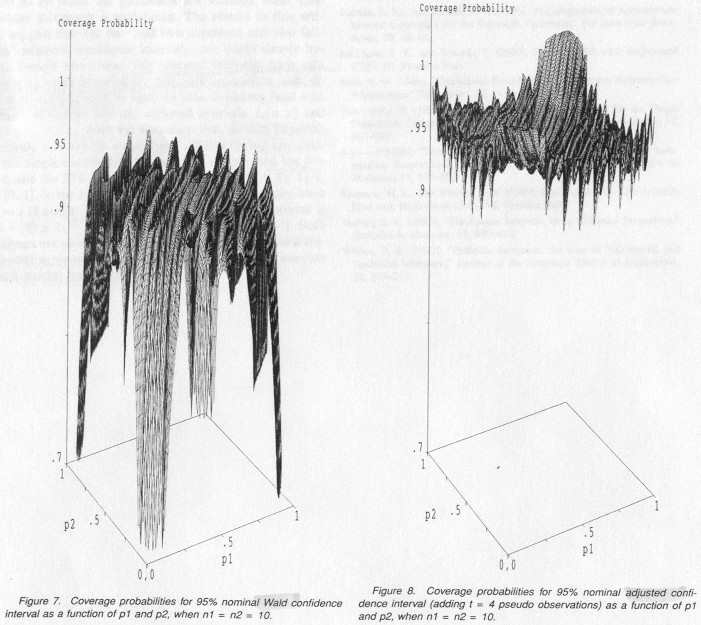 Coverage Probability
1
.95
.9
.7
1
p2 .5
0,0
.5
p1
1
Figure 7. Coverage probabilities for 95% nominal Wald confidence
interval as a function of p1 and p2, when n1 = n2 = 10.
Coverage Probability
1
.95
.9
.7
1
p2 .5
0,0
.5
p1
1
Figure 8. Coverage probabilities for 95% nominal adjusted confi-
dence interval (adding t = 4 pseudo observations) as a function of p1
and p2, when n1 = n2 = 10.